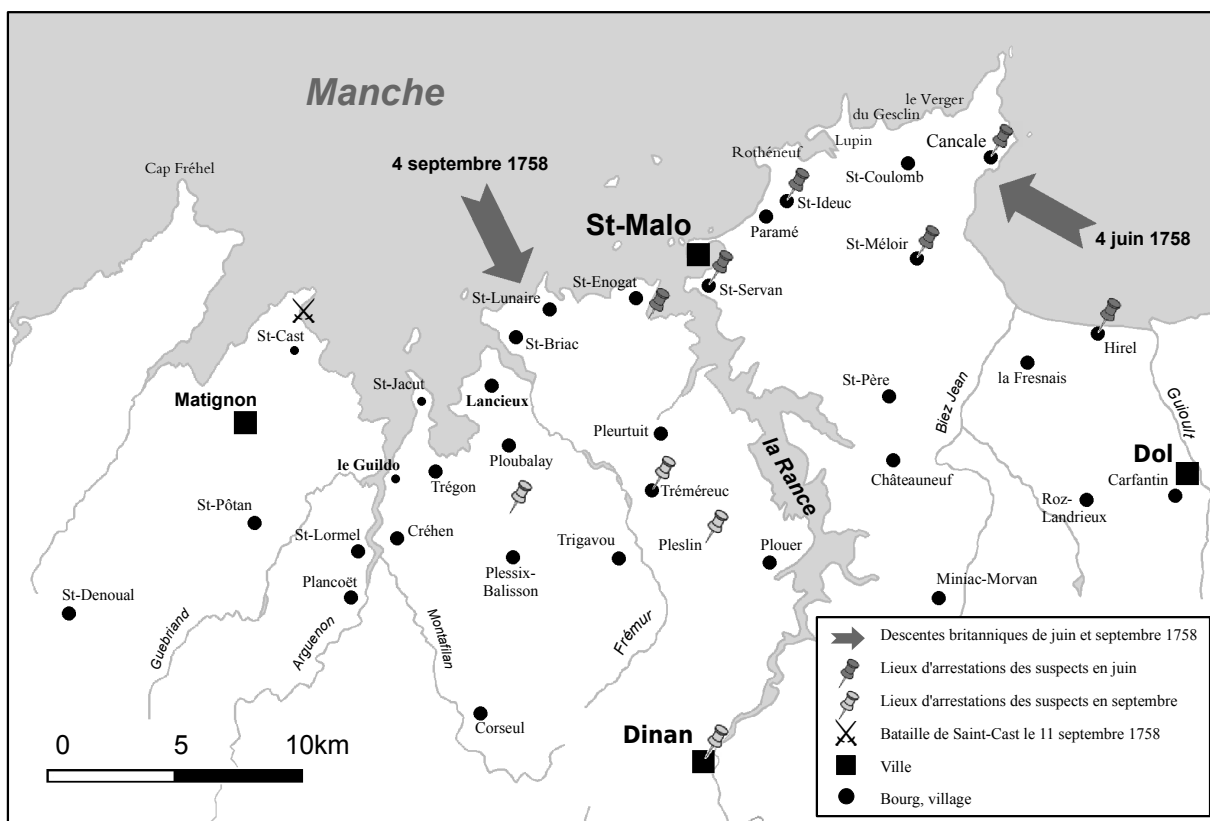 Manche
Cap Fréhel
4 septembre 1758
le Verger
du Gesclin
Lupin
Rothéneuf
Cancale
St-Coulomb
St-Ideuc
Paramé
St-Malo
St-Méloir
4 juin 1758
St-Servan
St-Enogat
St-Lunaire
St-Briac
St-Cast
Hirel
la Fresnais
St-Jacut
Lancieux
Matignon
St-Père
Biez Jean
Guioult
Pleurtuit
la Rance
Ploubalay
le Guildo
Trégon
Châteauneuf
Dol
Carfantin
Tréméreuc
Roz-
Landrieux
St-Pôtan
St-Lormel
Créhen
Trigavou
Pleslin
Plouer
Plessix-
Balisson
Plancoët
St-Denoual
Miniac-Morvan
Guebriand
Arguenon
Montafilan
Frémur
Corseul
Dinan
0 5 10km
Descentes britanniques de juin et septembre 1758
Lieux d'arrestations des suspects en juin
Lieux d'arrestations des suspects en septembre
Bataille de Saint-Cast le 11 septembre 1758
Ville
Bourg, village